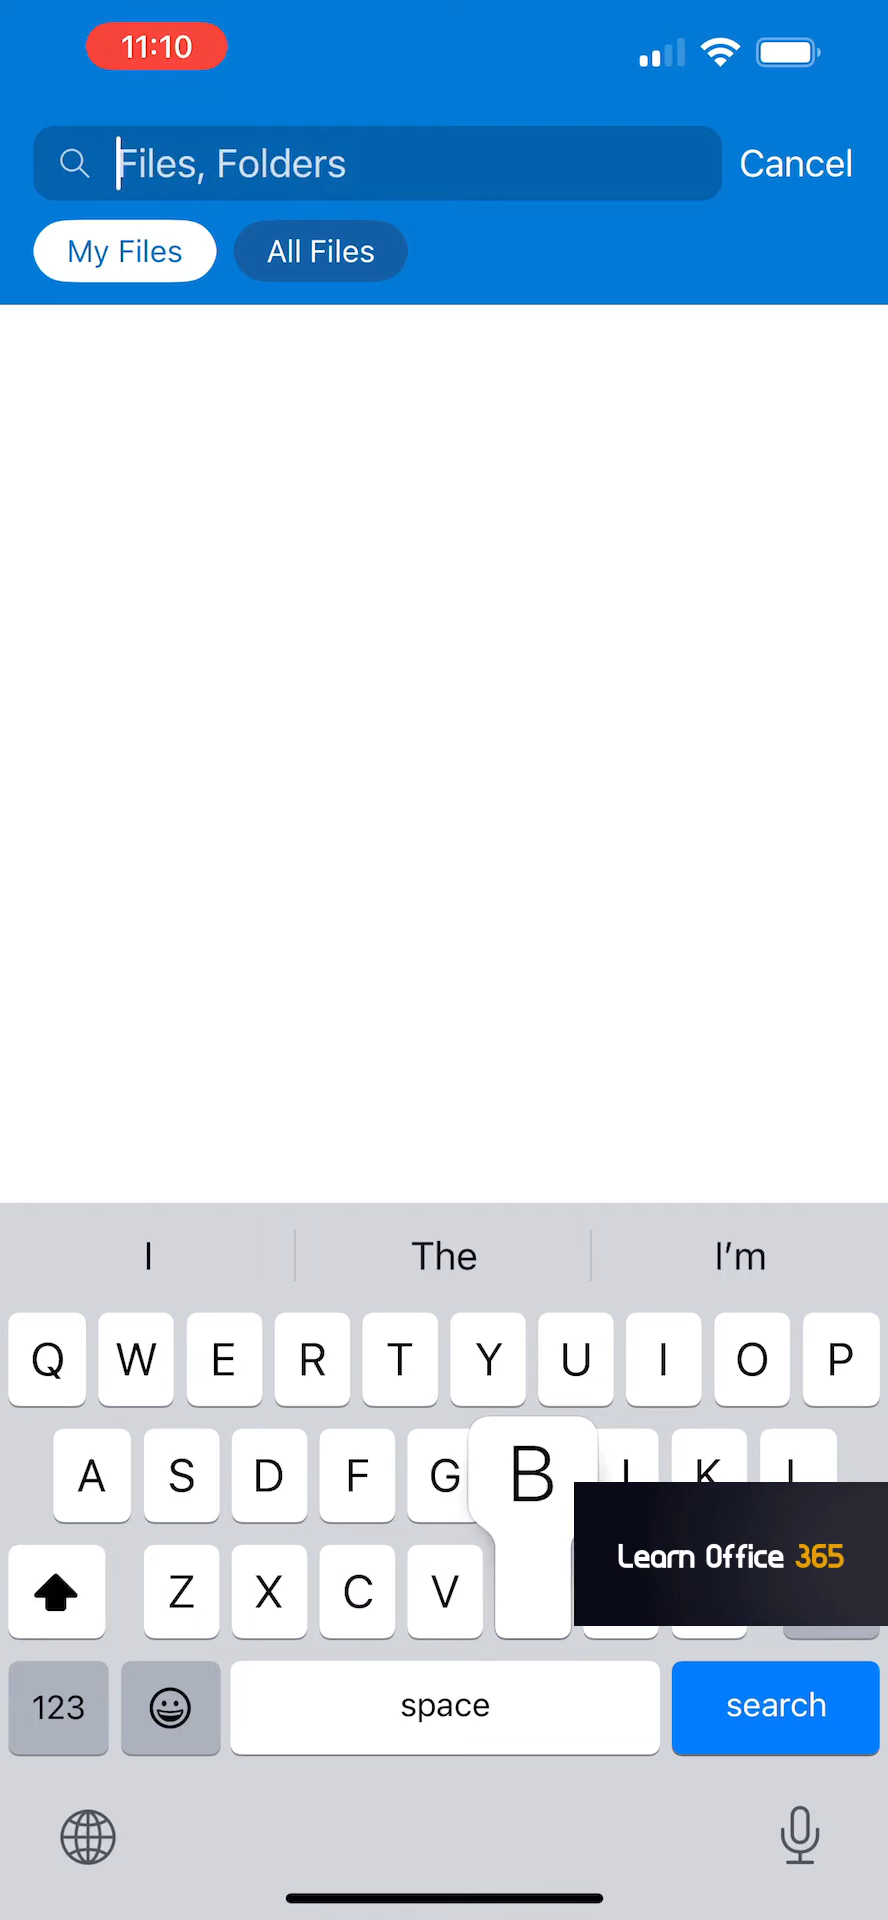 11:10
Files, Folders
Cancel
My Files
All Files
I
The
I'm
Q W E R T Y U I O P
A S D F G B K
Learn Office 365
Z X C V
123
space
search